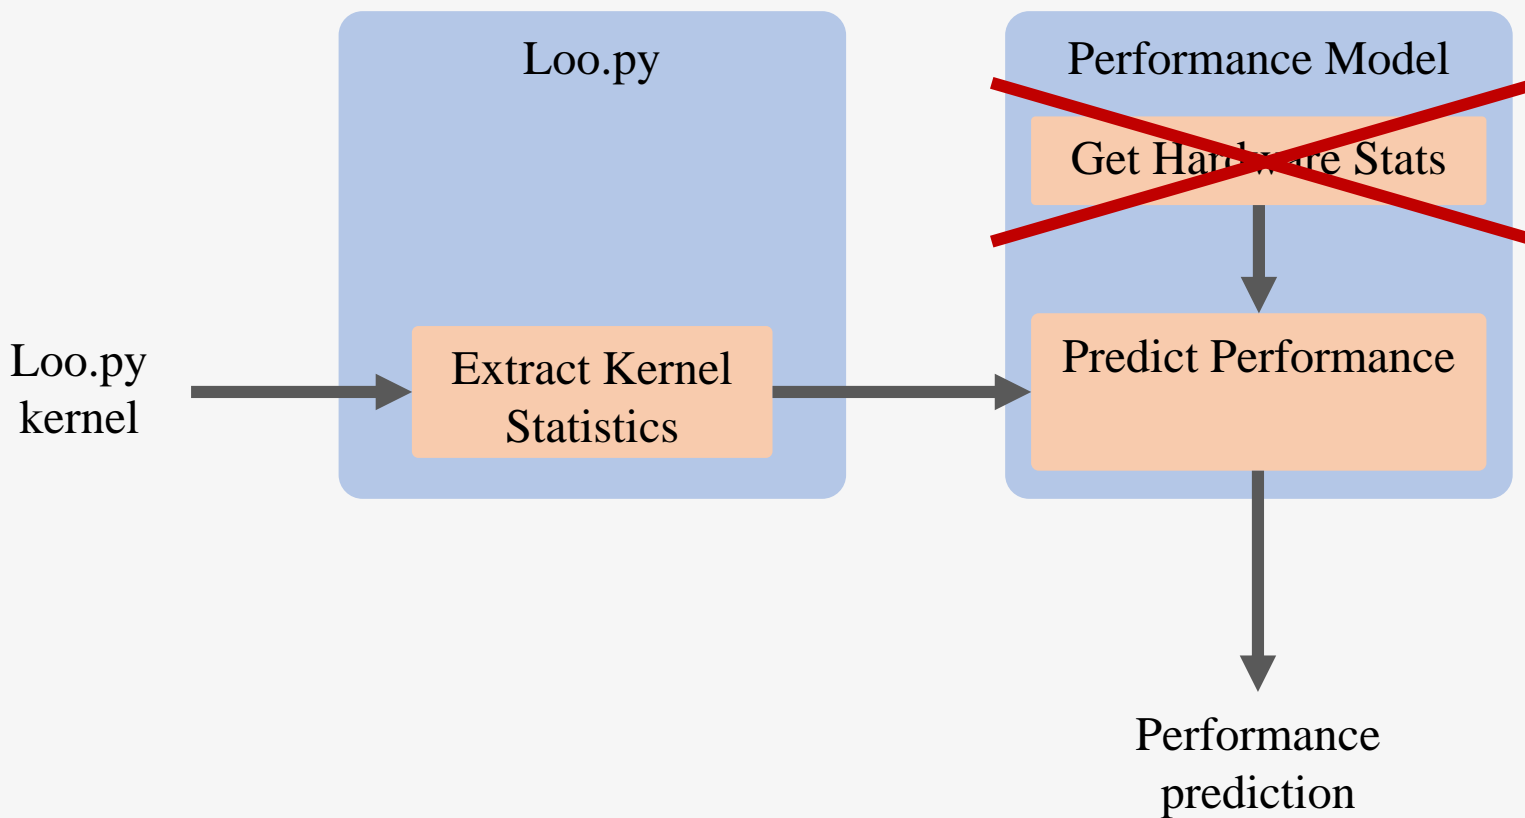 Loo.py
Performance Model
Get Hardware Stats
Loo.py
kernel
Extract Kernel
Statistics
Predict Performance
Performance
prediction